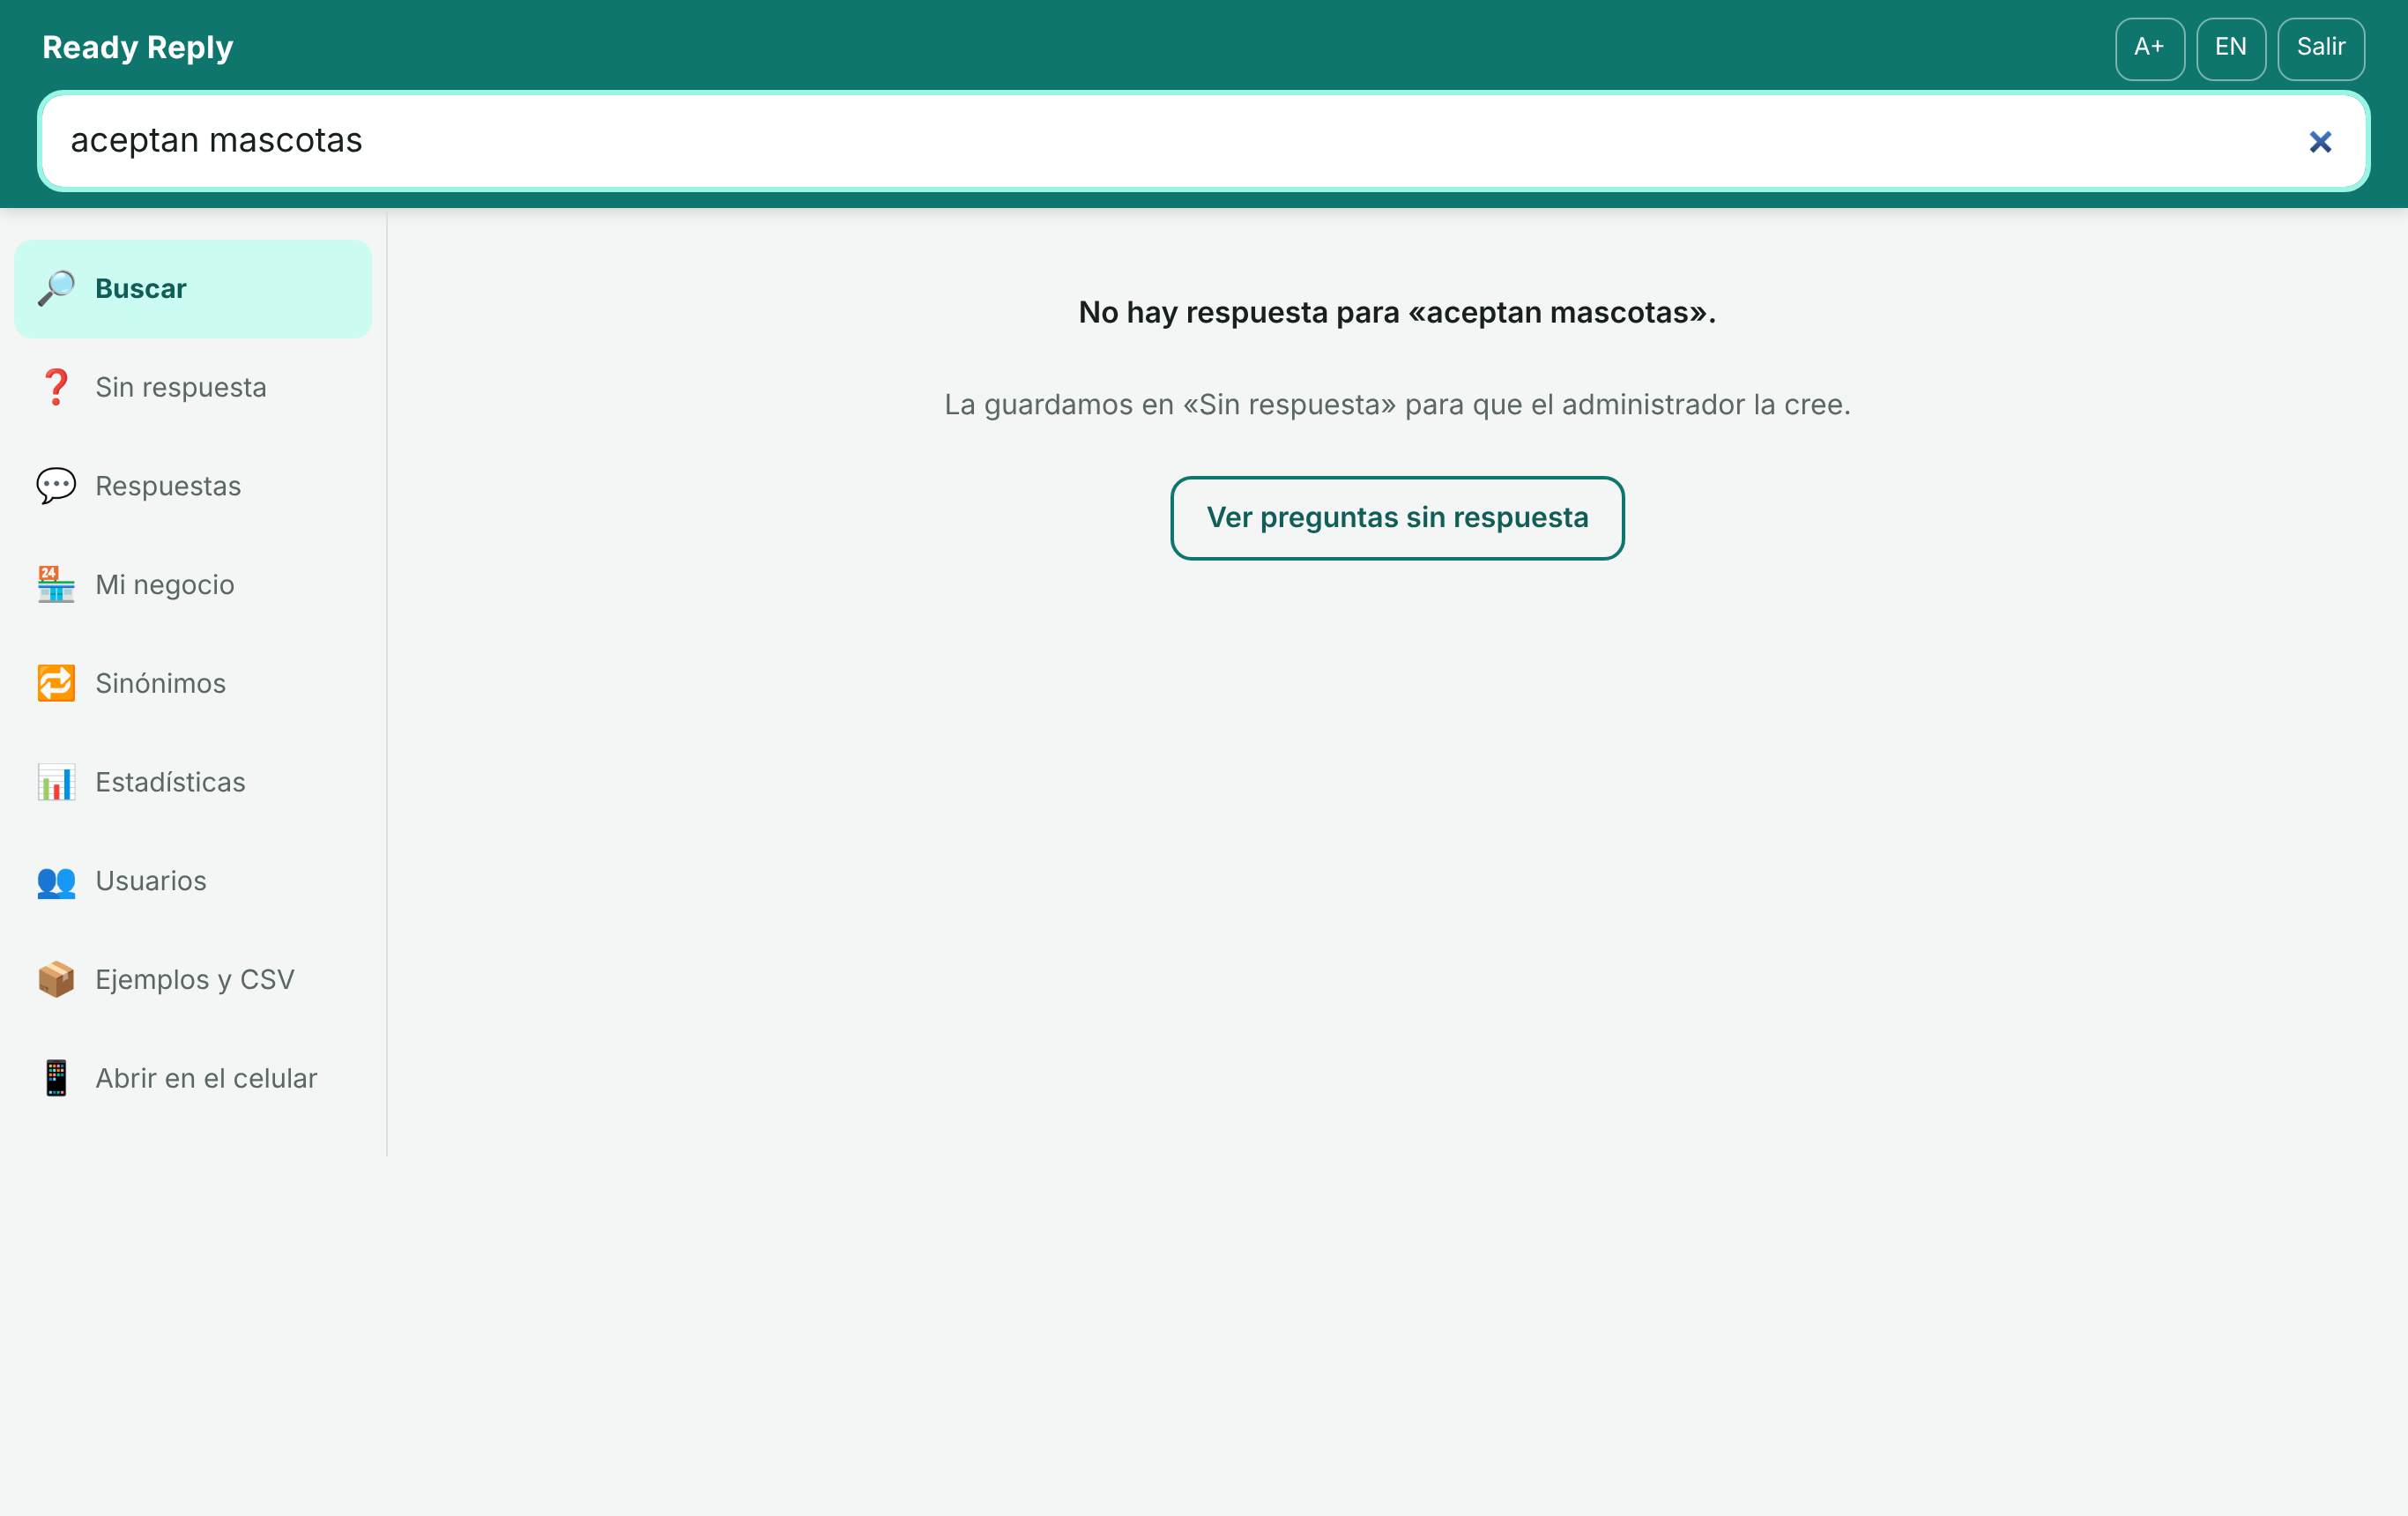 Ready Reply
A+
EN
Salir
aceptan mascotas
Buscar
Sin respuesta
Respuestas
Mi negocio
Sinónimos
Estadísticas
Usuarios
Ejemplos y CSV
Abrir en el celular
No hay respuesta para «aceptan mascotas».
La guardamos en «Sin respuesta» para que el administrador la cree.
Ver preguntas sin respuesta